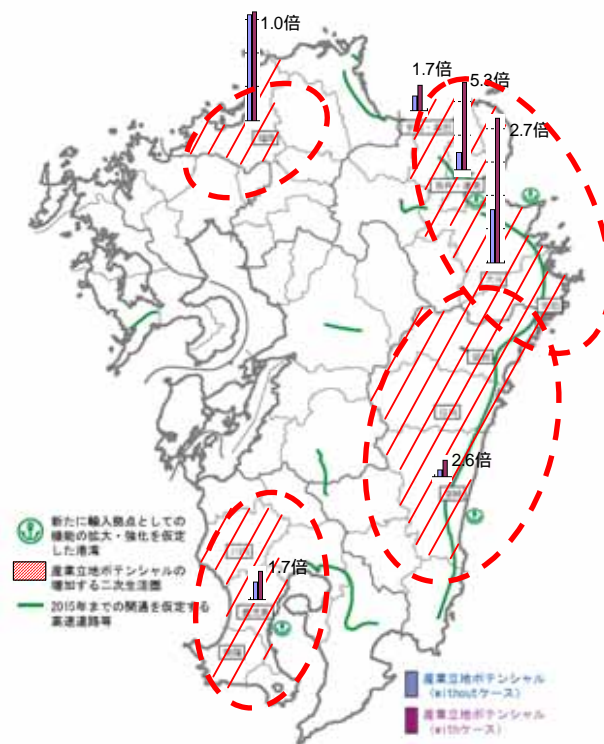 1.0倍
1.7倍
5.3倍
2.7倍
2.6倍
1.7倍
新たに輸入拠点としての
機能の拡大・強化を仮定
した港湾
産業立地ポテンシャルの
増加する二次生活圏
2015年までの開通を仮定する
高速道路等
産業立地ポテンシャル
(withoutケース)
産業立地ポテンシャル
(withケース)